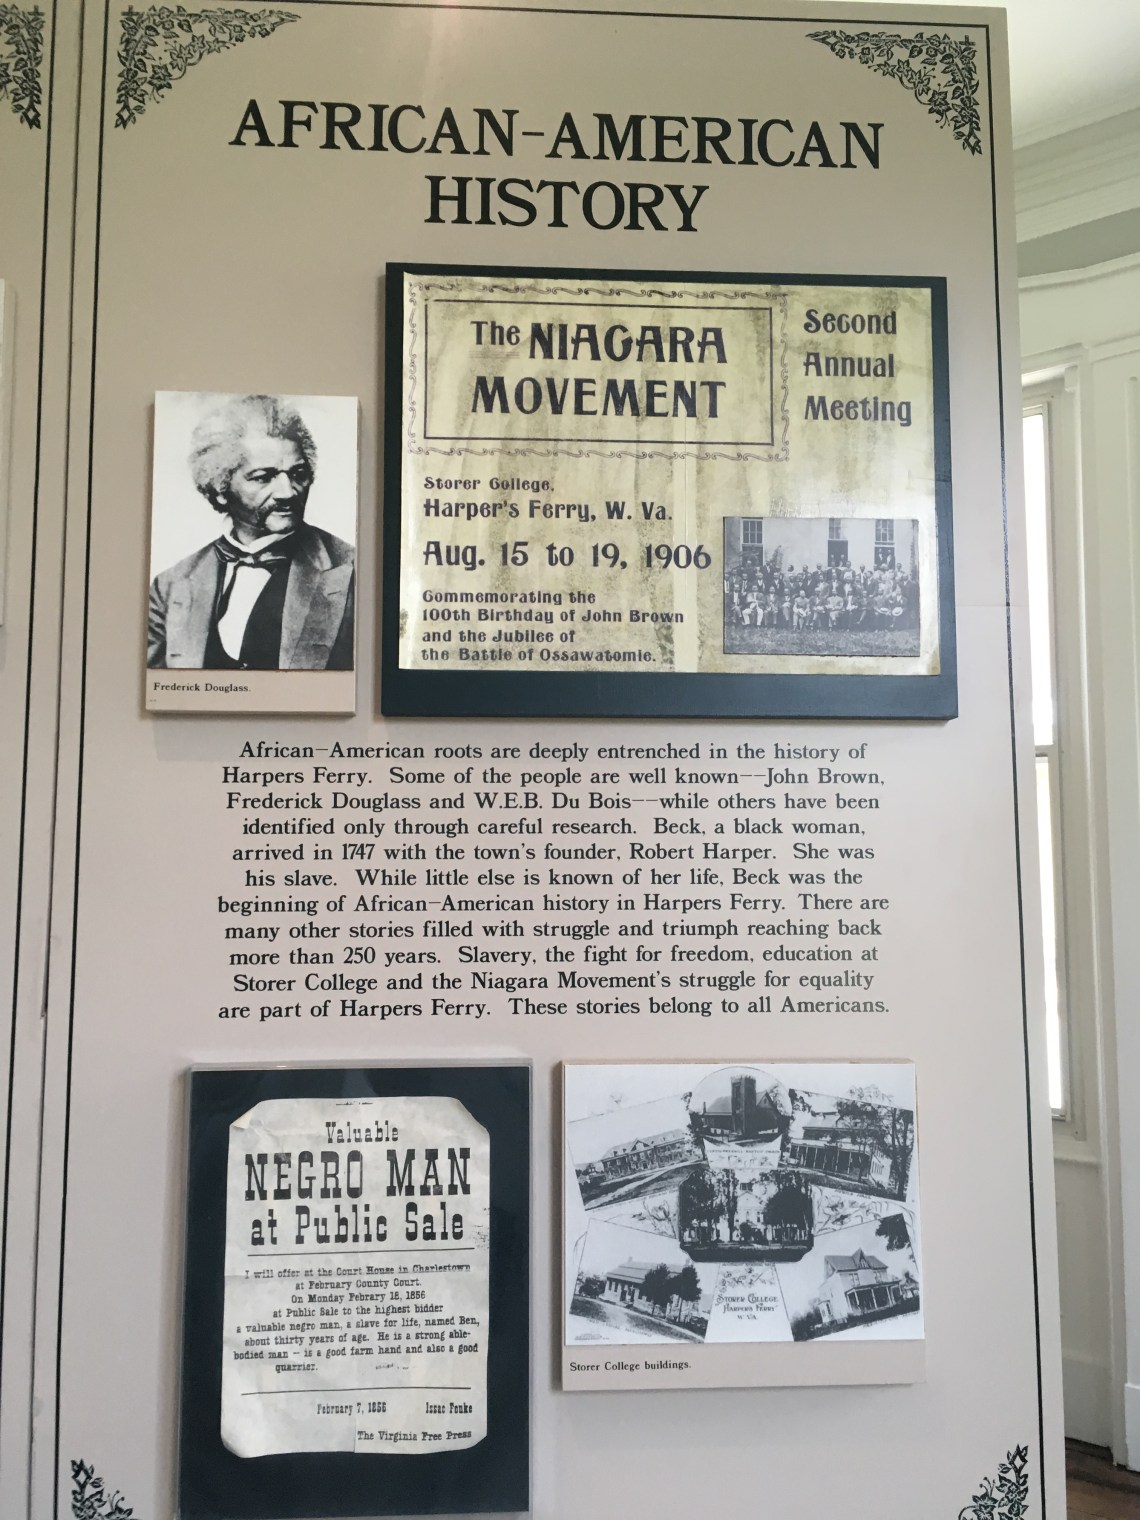 AFRICAN-AMERICAN
HISTORY
The NIAGARA
MOVEMENT
Second
Annual
Meeting
Storer College,
Harper's Ferry, W. Va.
Aug. 15 to 19, 1906
Commemorating the
100th Birthday of John Brown
and the Jubilee of
the Battle of Ossawatomie.
Frederick Douglass.
African-American roots are deeply entrenched in the history of
Harpers Ferry. Some of the people are well known--John Brown,
Frederick Douglass and W.E.B. Du Bois--while others have been
identified only through careful research. Beck, a black woman,
arrived in 1747 with the town's founder, Robert Harper. She was
his slave. While little else is known of her life, Beck was the
beginning of African-American history in Harpers Ferry. There are
many other stories filled with struggle and triumph reaching back
more than 250 years. Slavery, the fight for freedom, education at
Storer College and the Niagara Movement's struggle for equality
are part of Harpers Ferry. These stories belong to all Americans.
Valuable
NEGRO MAN
at Public Sale
I will offer at the Court House in Charlestown
at February County Court.
On Monday February 18, 1856
at Public Sale to the highest bidder
a valuable negro man, a slave for life, named Ben,
about thirty years of age. He is a strong able-
bodied man - is a good farm hand and also a good
quarrier.
February 7, 1856 Isaac Fouke
The Virginia Free Press
STORER COLLEGE
HARPER'S FERRY
W. VA.
Storer College buildings.